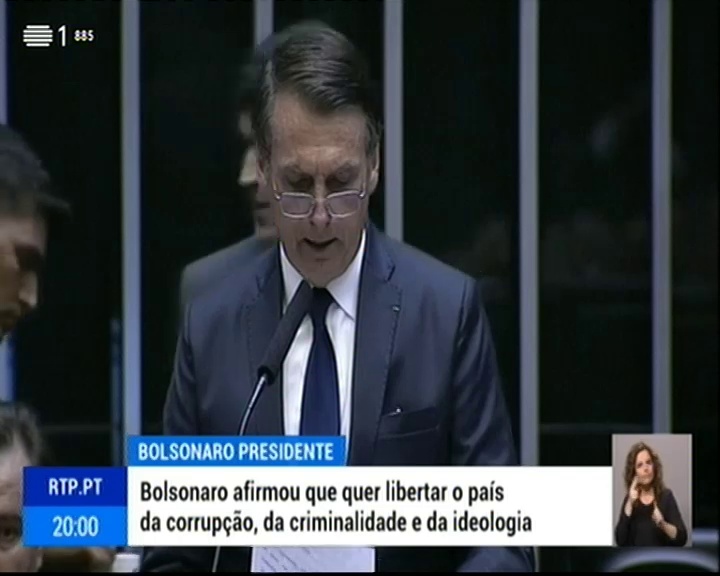 1 885
BOLSONARO PRESIDENTE
RTP.PT
Bolsonaro afirmou que quer libertar o país
20:00
da corrupção, da criminalidade e da ideologia